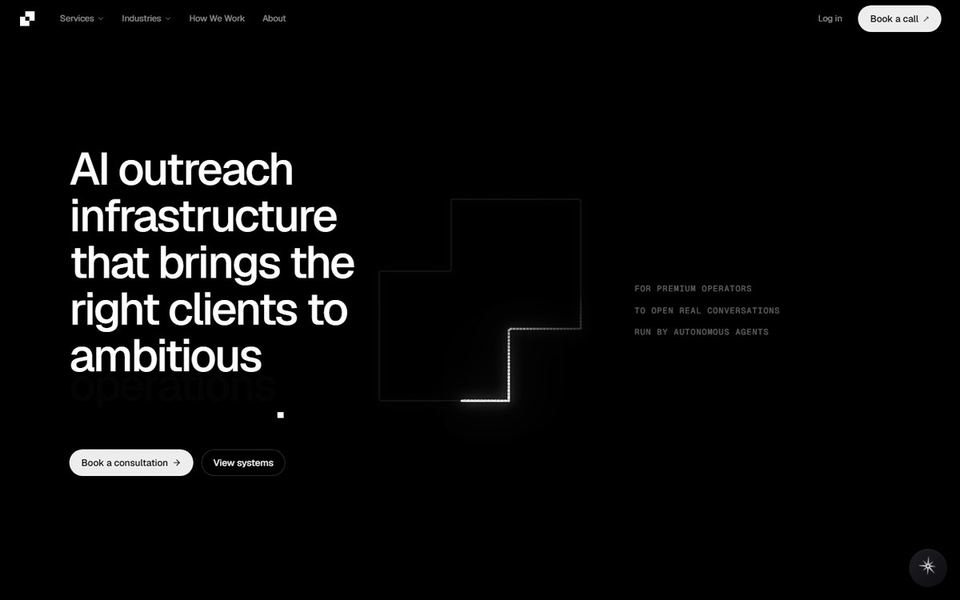 Services
Industries
How We Work
About
Log in
Book a call ↗
AI outreach
infrastructure
that brings the
right clients to
ambitious
operations
FOR PREMIUM OPERATORS
TO OPEN REAL CONVERSATIONS
RUN BY AUTONOMOUS AGENTS
Book a consultation →
View systems